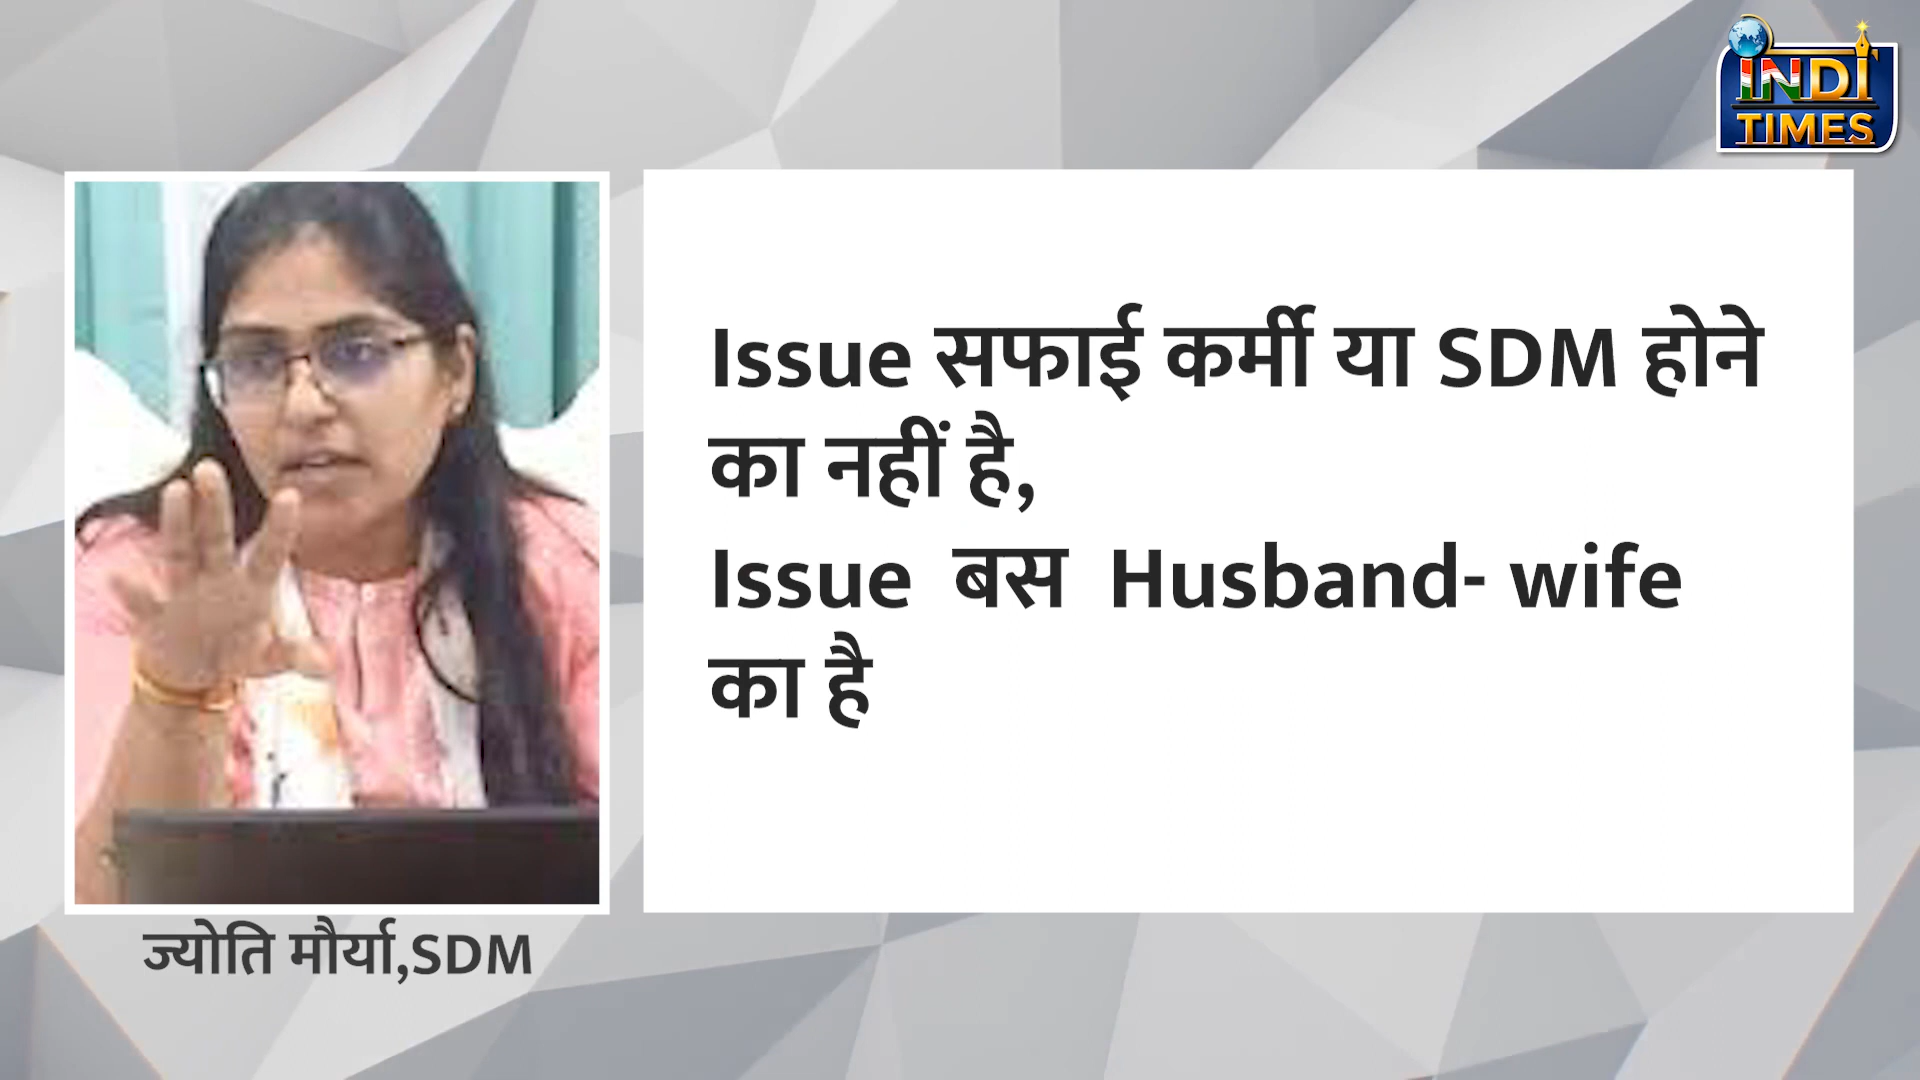 INDI
TIMES
Issue सफाई कर्मी या SDM होने
का नहीं है,
Issue बस Husband- wife
का है
ज्योति मौर्या,SDM